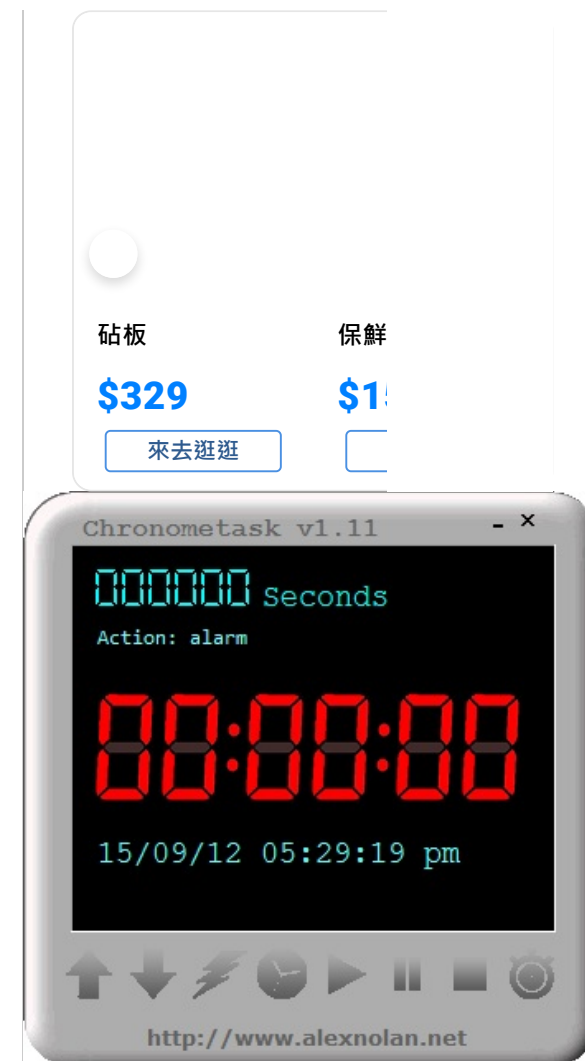 砧板
保鮮
$329
來去逛逛
Chronometask v1.11
000000 Seconds
Action: alarm
00:00:00
15/09/12 05:29:19 pm
http://www.alexnolan.net